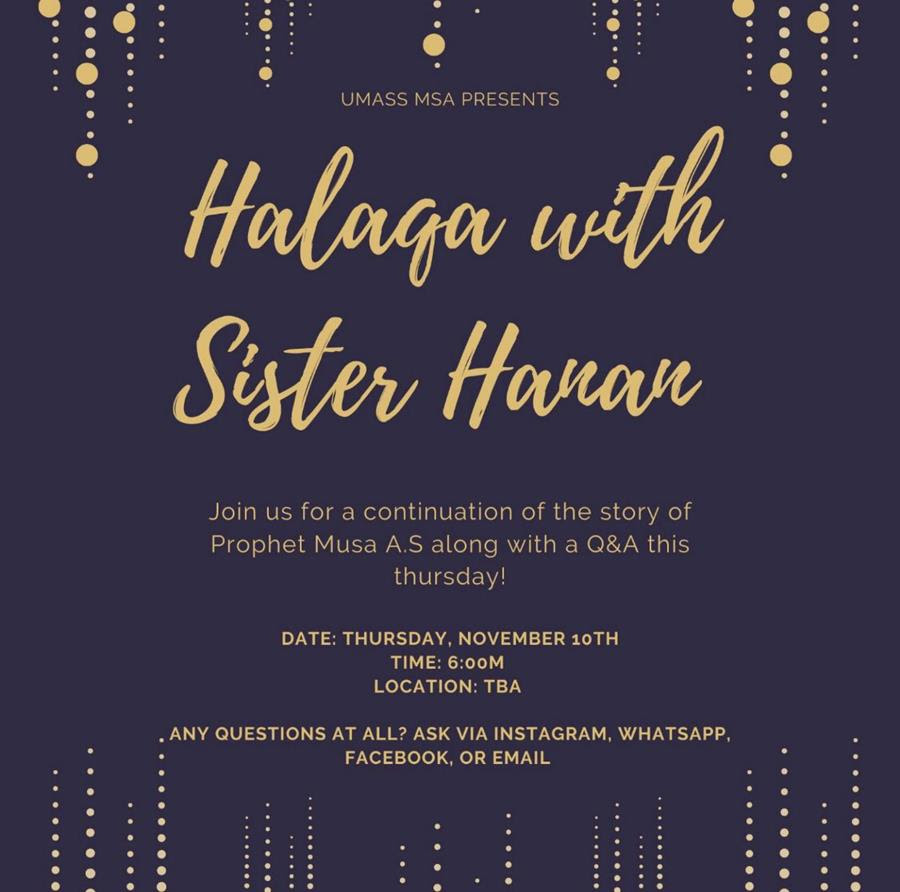 UMASS MSA PRESENTS
Halaqa with
Sister Hanan
Join us for a continuation of the story of
Prophet Musa A.S along with a Q&A this
thursday!
DATE: THURSDAY, NOVEMBER 10TH
TIME: 6:00M
LOCATION: TBA
ANY QUESTIONS AT ALL? ASK VIA INSTAGRAM, WHATSAPP,
FACEBOOK, OR EMAIL